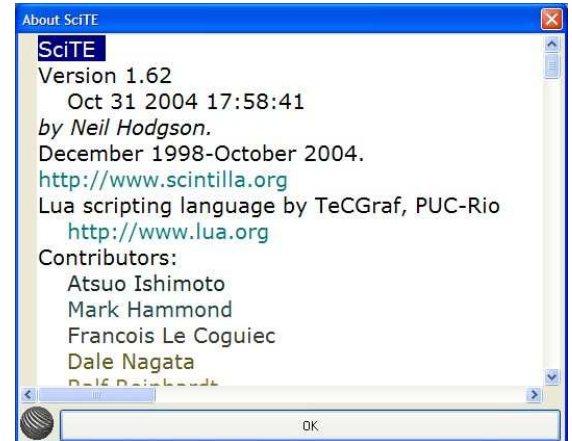 About SciTE
SciTE
Version 1.62
Oct 31 2004 17:58:41
by Neil Hodgson.
December 1998-October 2004.
http://www.scintilla.org
Lua scripting language by TeCGraf, PUC-Rio
http://www.lua.org
Contributors:
Atsuo Ishimoto
Mark Hammond
Francois Le Coguiec
Dale Nagata
Ralf Reinhardt
OK